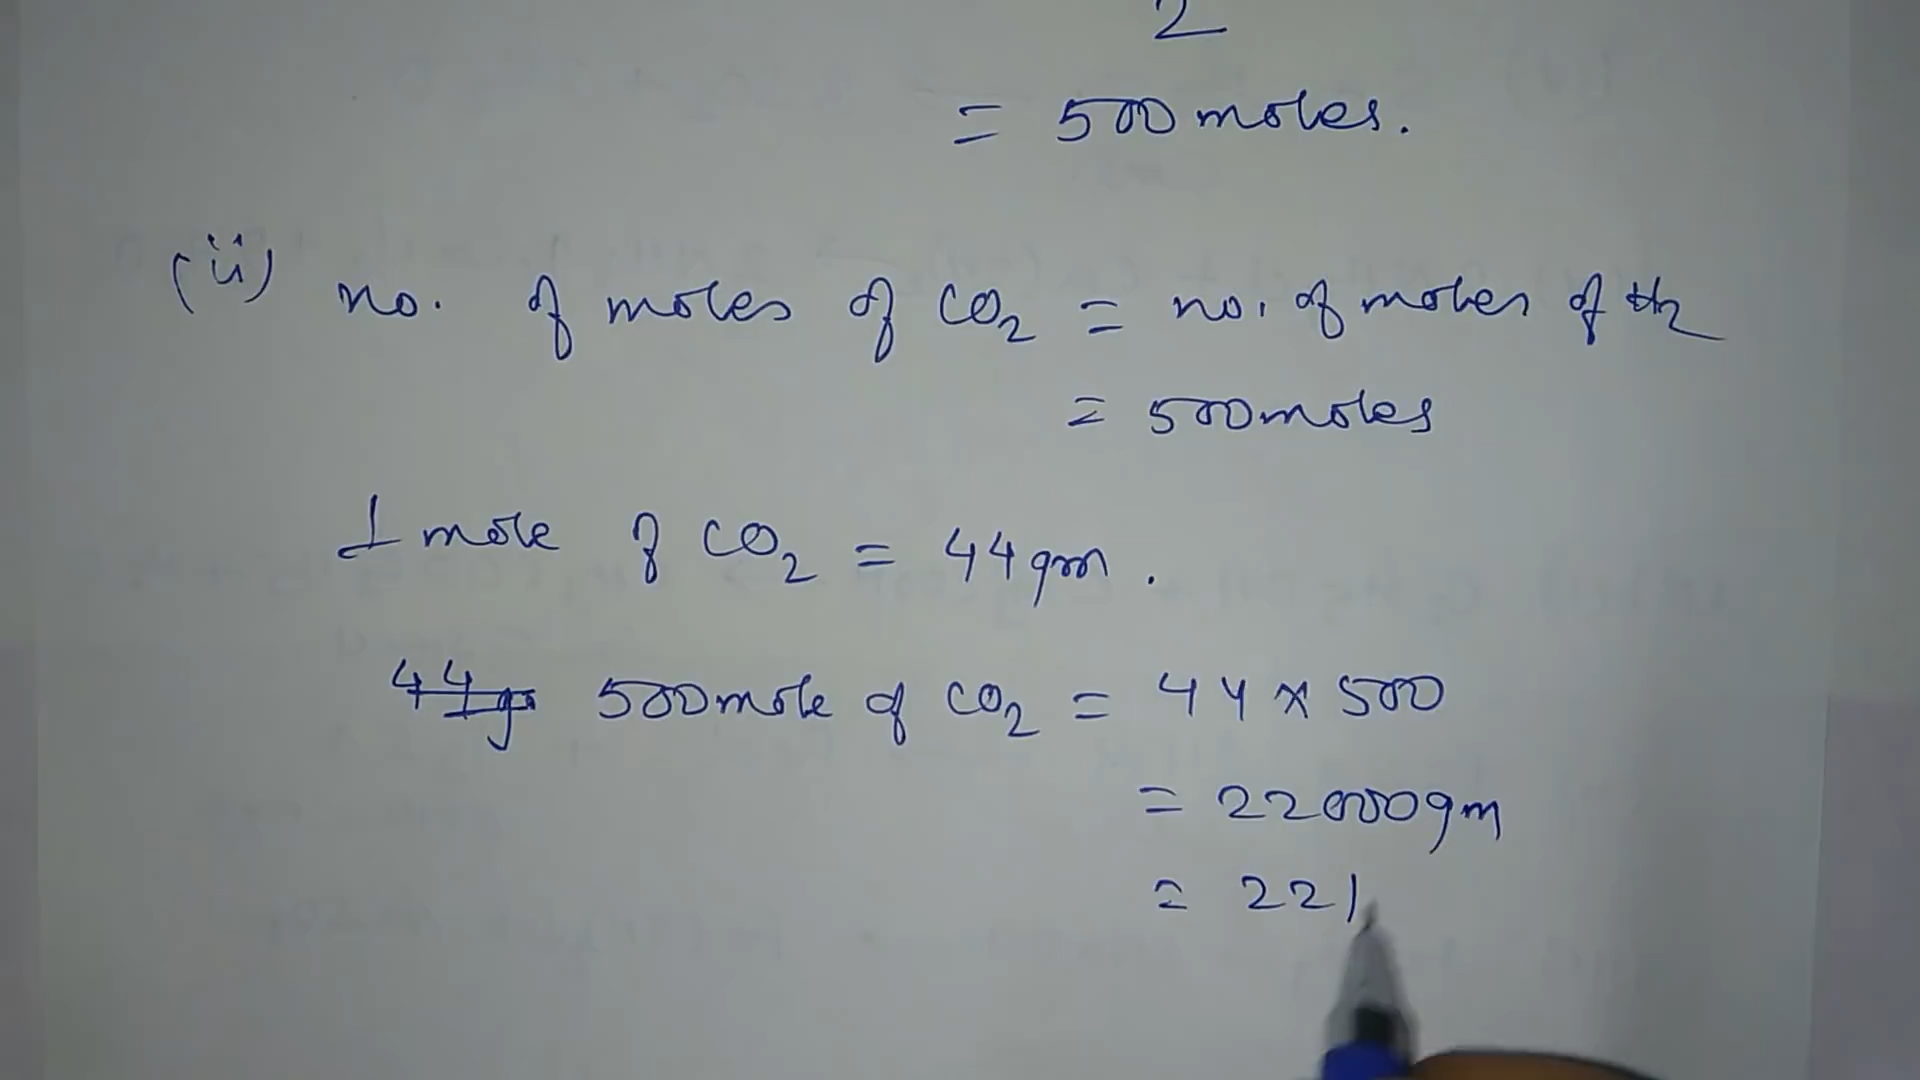 2
= 500 moles.
(ii) no. of moles of CO2 = no. of moles of H2
= 500 moles
1 mole of CO2 = 44 gm.
44g 500 mole of CO2 = 44 x 500
= 22000 gm
= 22